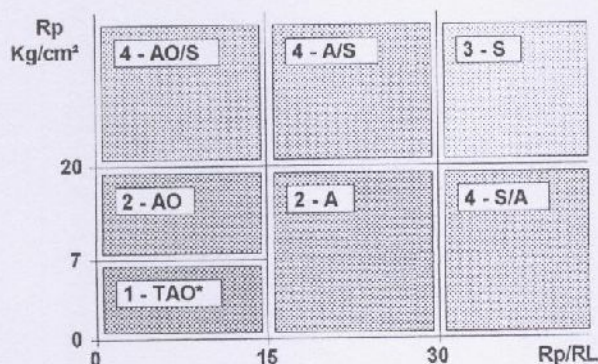 Rp
Kg/cm²
4 - AO/S
4 - A/S
3 - S
20
2 - AO
2 - A
4 - S/A
7
1 - TAO*
0
0
15
30
Rp/RL